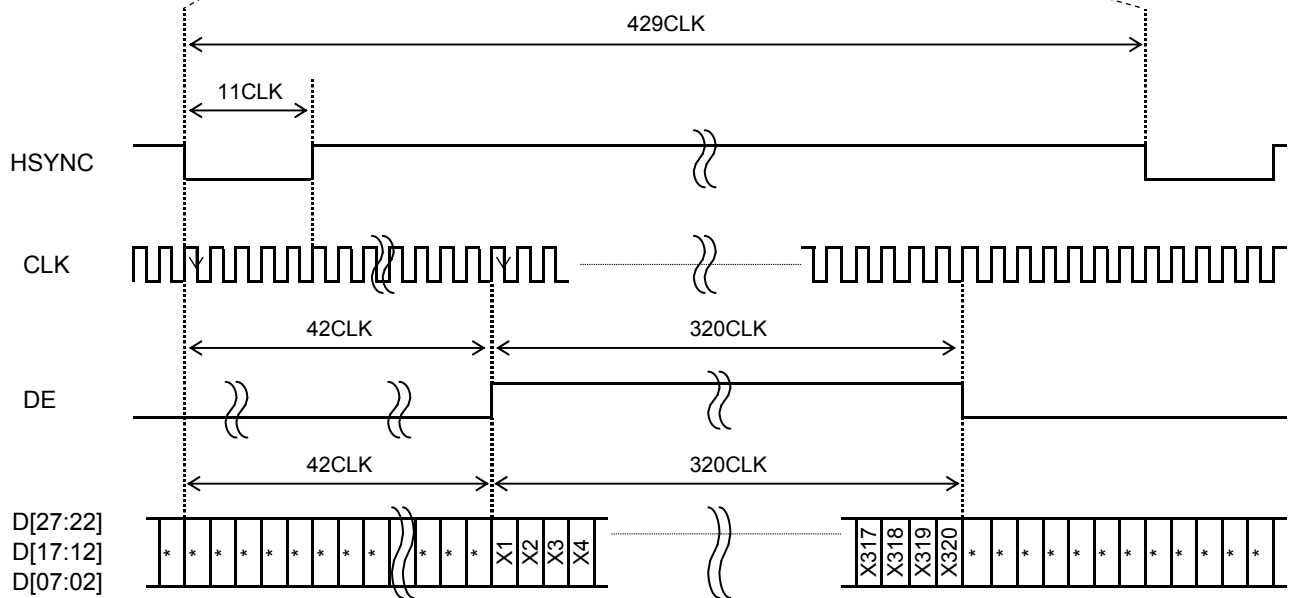 429CLK
11CLK
HSYNC
CLK
42CLK 320CLK
DE
42CLK 320CLK
D[27:22]
D[17:12]
D[07:02]
* * * * * * * * * * * * X1 X2 X3 X4 X317 X318 X319 X320 * * * * * * * * * * * *